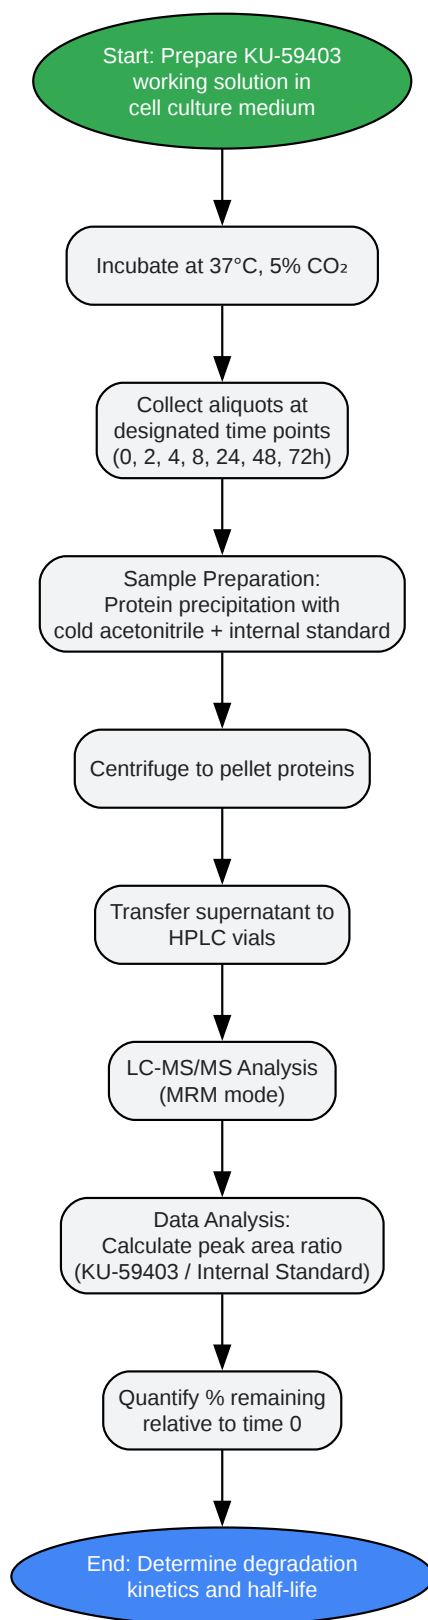 Start: Prepare KU-59403
working solution in
cell culture medium
Incubate at 37°C, 5% CO₂
Collect aliquots at
designated time points
(0, 2, 4, 8, 24, 48, 72h)
Sample Preparation:
Protein precipitation with
cold acetonitrile + internal standard
Centrifuge to pellet proteins
Transfer supernatant to
HPLC vials
LC-MS/MS Analysis
(MRM mode)
Data Analysis:
Calculate peak area ratio
(KU-59403 / Internal Standard)
Quantify % remaining
relative to time 0
End: Determine degradation
kinetics and half-life